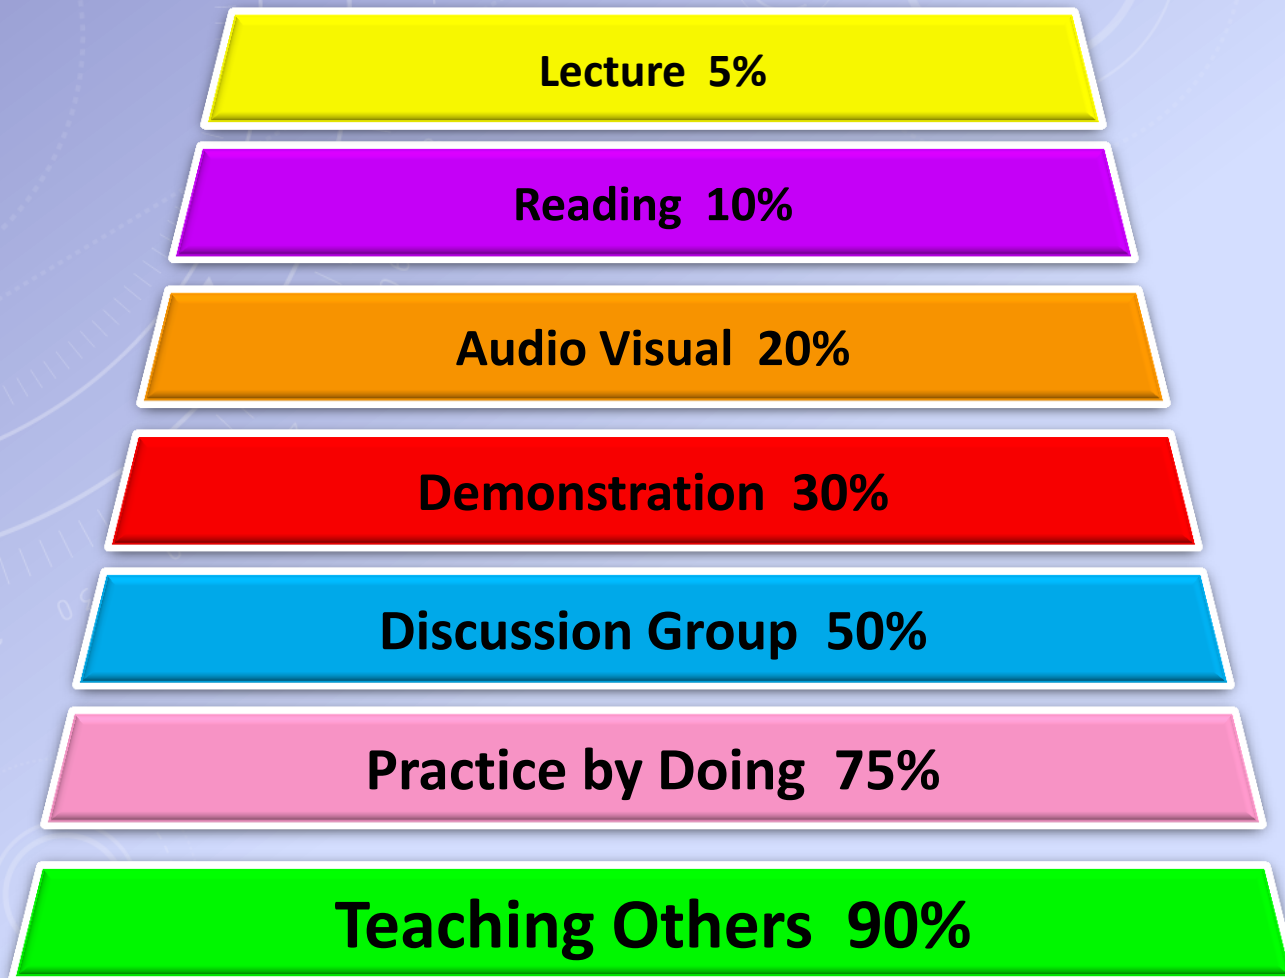 Lecture 5%
Reading 10%
Audio Visual 20%
Demonstration 30%
Discussion Group 50%
Practice by Doing 75%
Teaching Others 90%